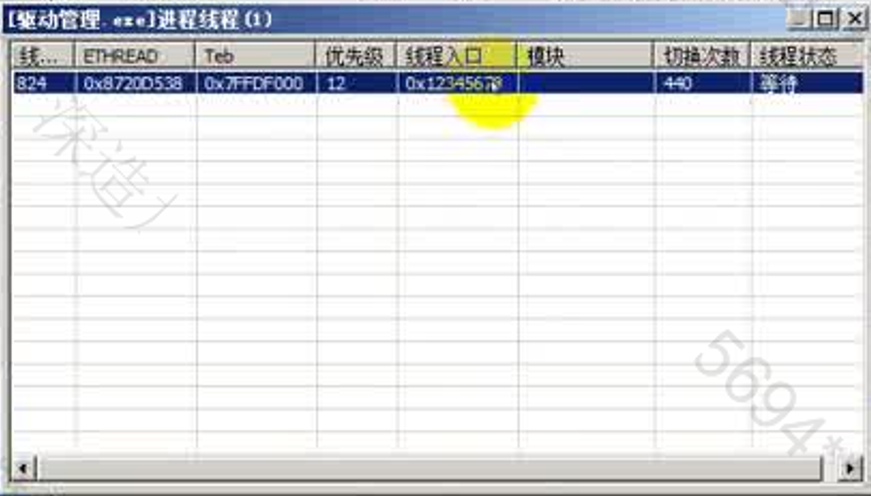 [驱动管理.exe]进程线程(1)
线... ETHREAD Teb 优先级 线程入口 模块 切换次数 线程状态
824 0x8720D538 0x7FFDF000 12 0x12345678 440 等待
深造)
5694*